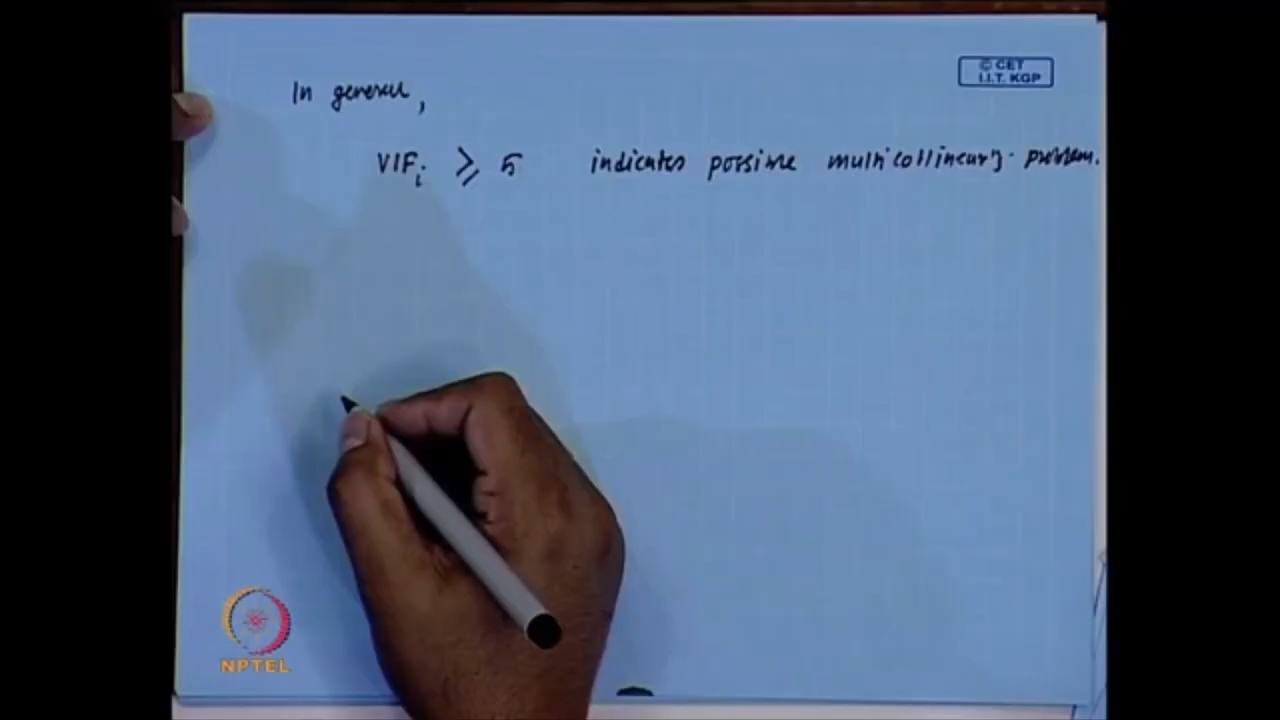 © CET
I.I.T. KGP
In general,
VIFi ⩾ 5 indicates possible multicollinearity problem.
NPTEL